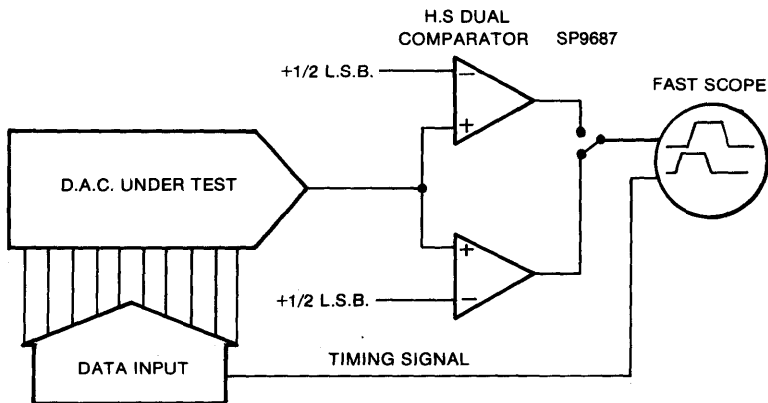 H.S DUAL
COMPARATOR SP9687
+1/2 L.S.B.
−
+
FAST SCOPE
D.A.C. UNDER TEST
+
−
+1/2 L.S.B.
DATA INPUT
TIMING SIGNAL